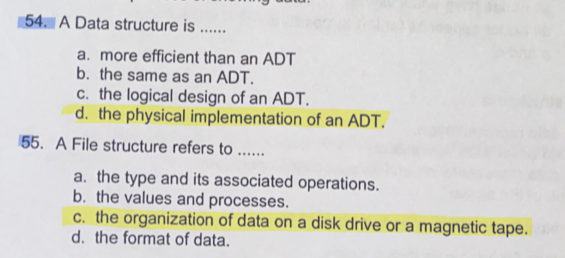 54. A Data structure is ......
a. more efficient than an ADT
b. the same as an ADT.
c. the logical design of an ADT.
d. the physical implementation of an ADT.
55. A File structure refers to ......
a. the type and its associated operations.
b. the values and processes.
c. the organization of data on a disk drive or a magnetic tape.
d. the format of data.